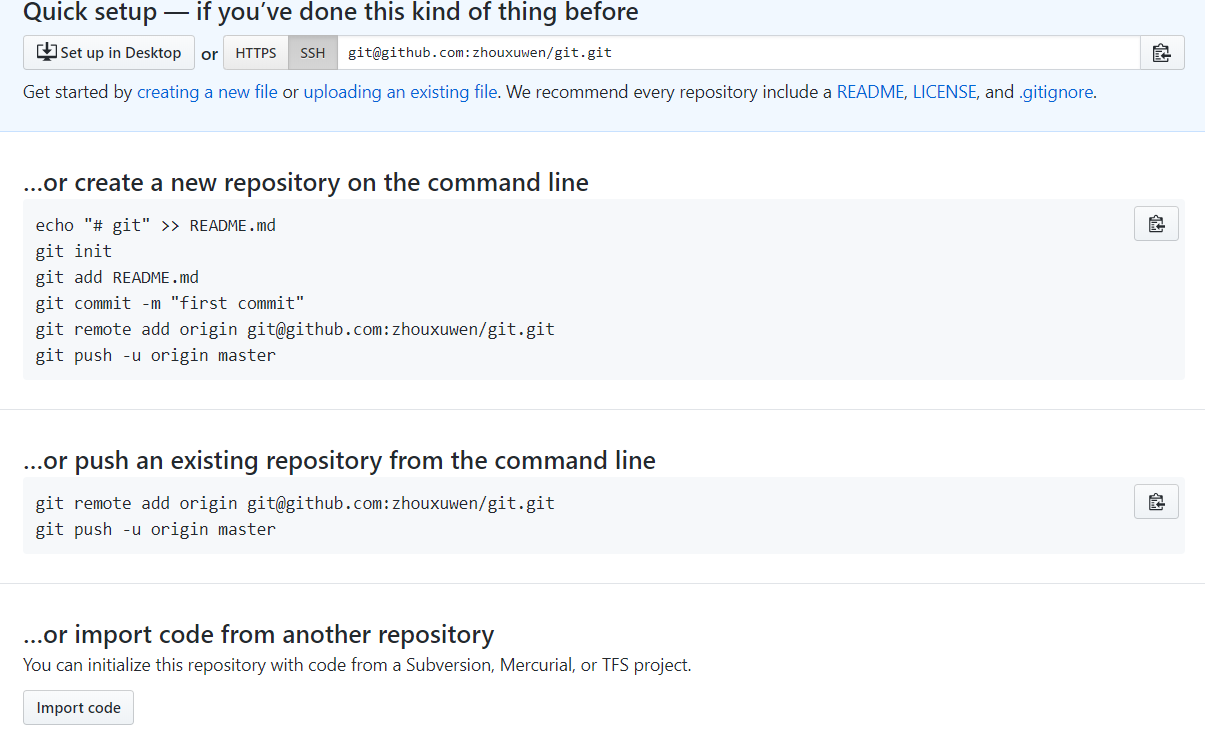 Quick setup — if you’ve done this kind of thing before
Set up in Desktop or HTTPS SSH git@github.com:zhouxuwen/git.git
Get started by creating a new file or uploading an existing file. We recommend every repository include a README, LICENSE, and .gitignore.
…or create a new repository on the command line
echo "# git" >> README.md
git init
git add README.md
git commit -m "first commit"
git remote add origin git@github.com:zhouxuwen/git.git
git push -u origin master
…or push an existing repository from the command line
git remote add origin git@github.com:zhouxuwen/git.git
git push -u origin master
…or import code from another repository
You can initialize this repository with code from a Subversion, Mercurial, or TFS project.
Import code